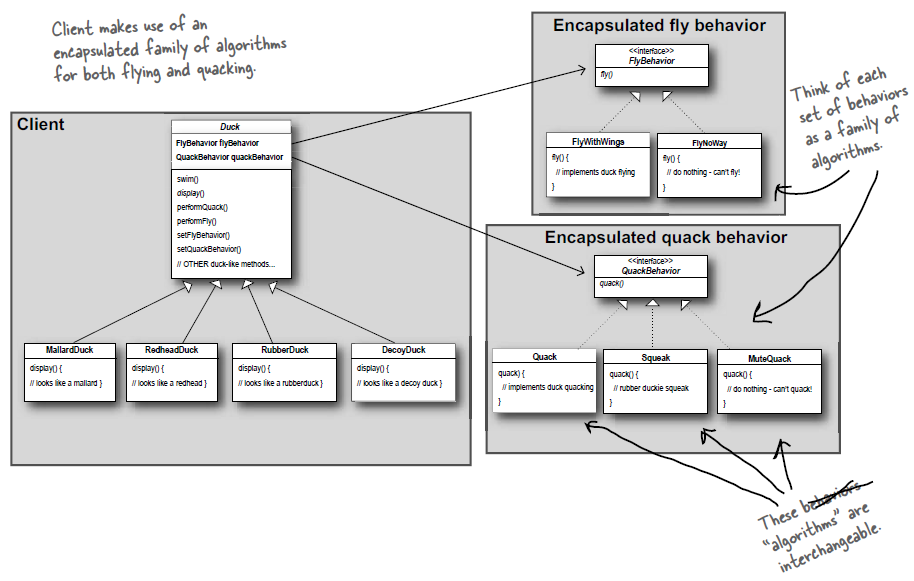 Client makes use of an
encapsulated family of algorithms
for both flying and quacking.
Client
Duck
FlyBehavior flyBehavior
QuackBehavior quackBehavior
swim()
display()
performQuack()
performFly()
setFlyBehavior()
setQuackBehavior()
// OTHER duck-like methods...
MallardDuck
display() {
// looks like a mallard }
RedheadDuck
display() {
// looks like a redhead }
RubberDuck
display() {
// looks like a rubberduck }
DecoyDuck
display() {
// looks like a decoy duck }
Encapsulated fly behavior
<<interface>>
FlyBehavior
fly()
FlyWithWings
fly() {
// implements duck flying
}
FlyNoWay
fly() {
// do nothing - can't fly!
}
Think of each
set of behaviors
as a family of
algorithms.
Encapsulated quack behavior
<<interface>>
QuackBehavior
quack()
Quack
quack) {
// implements duck quacking
}
Squeak
quack() {
// rubber duckie squeak
}
MuteQuack
quack() {
// do nothing - can't quack!
}
These behaviors
“algorithms” are
interchangeable.